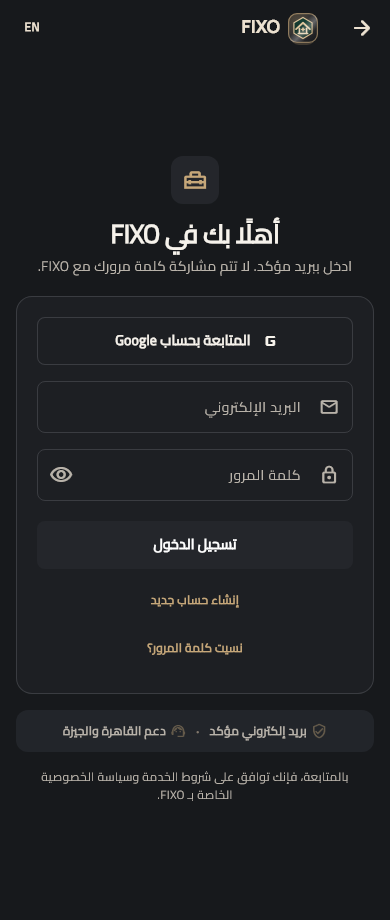 FIXO
EN
أهلًا بك في FIXO
ادخل ببريد مؤكد. لا تتم مشاركة كلمة مرورك مع FIXO.
G المتابعة بحساب Google
البريد الإلكتروني
كلمة المرور
تسجيل الدخول
إنشاء حساب جديد
نسيت كلمة المرور؟
بريد إلكتروني مؤكد · دعم القاهرة والجيزة
بالمتابعة، فإنك توافق على شروط الخدمة وسياسة الخصوصية
الخاصة بـ FIXO.